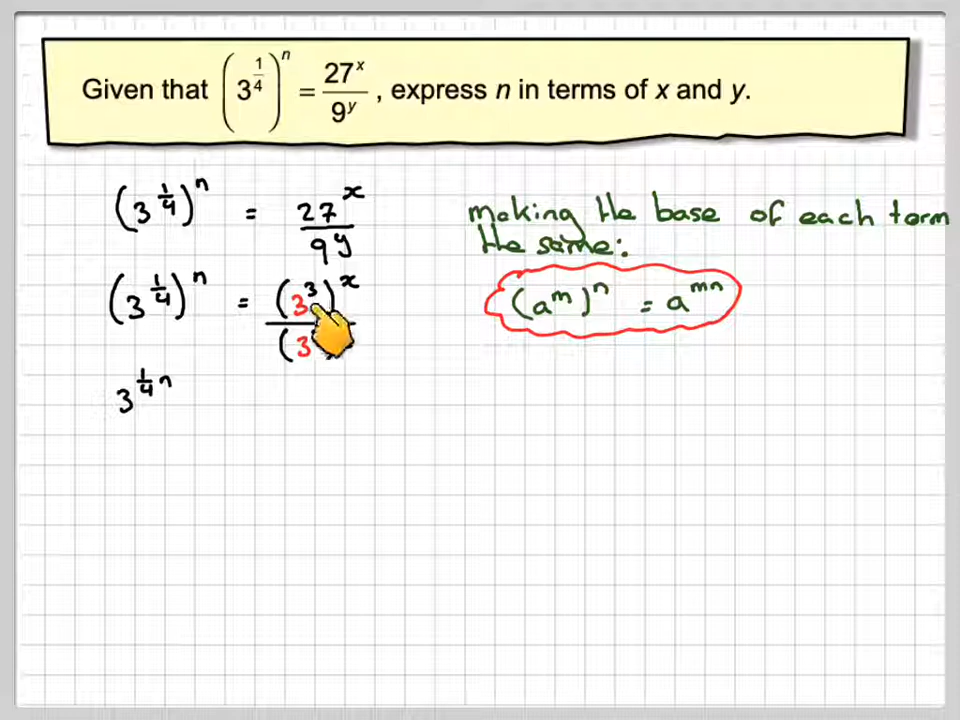 Given that (3^(1/4))^n = 27^x / 9^y , express n in terms of x and y.
(3^(1/4))^n = 27^x / 9^y
making the base of each term
the same:
(3^(1/4))^n = (3^3)^x / (3
(a^m)^n = a^(mn)
3^(1/4 n)